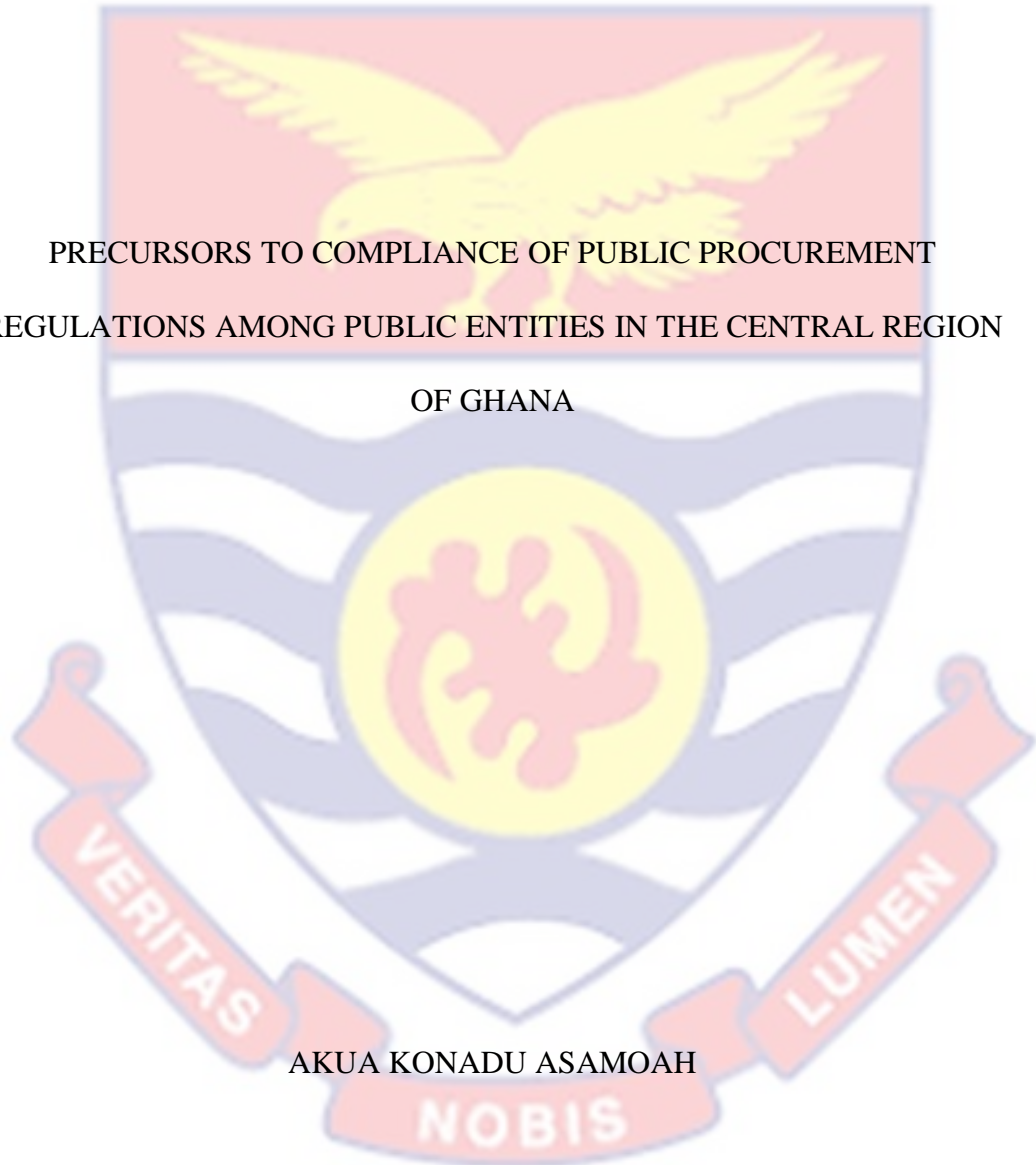 PRECURSORS TO COMPLIANCE OF PUBLIC PROCUREMENT
REGULATIONS AMONG PUBLIC ENTITIES IN THE CENTRAL REGION
OF GHANA
VERITAS
LUMEN
AKUA KONADU ASAMOAH
NOBIS